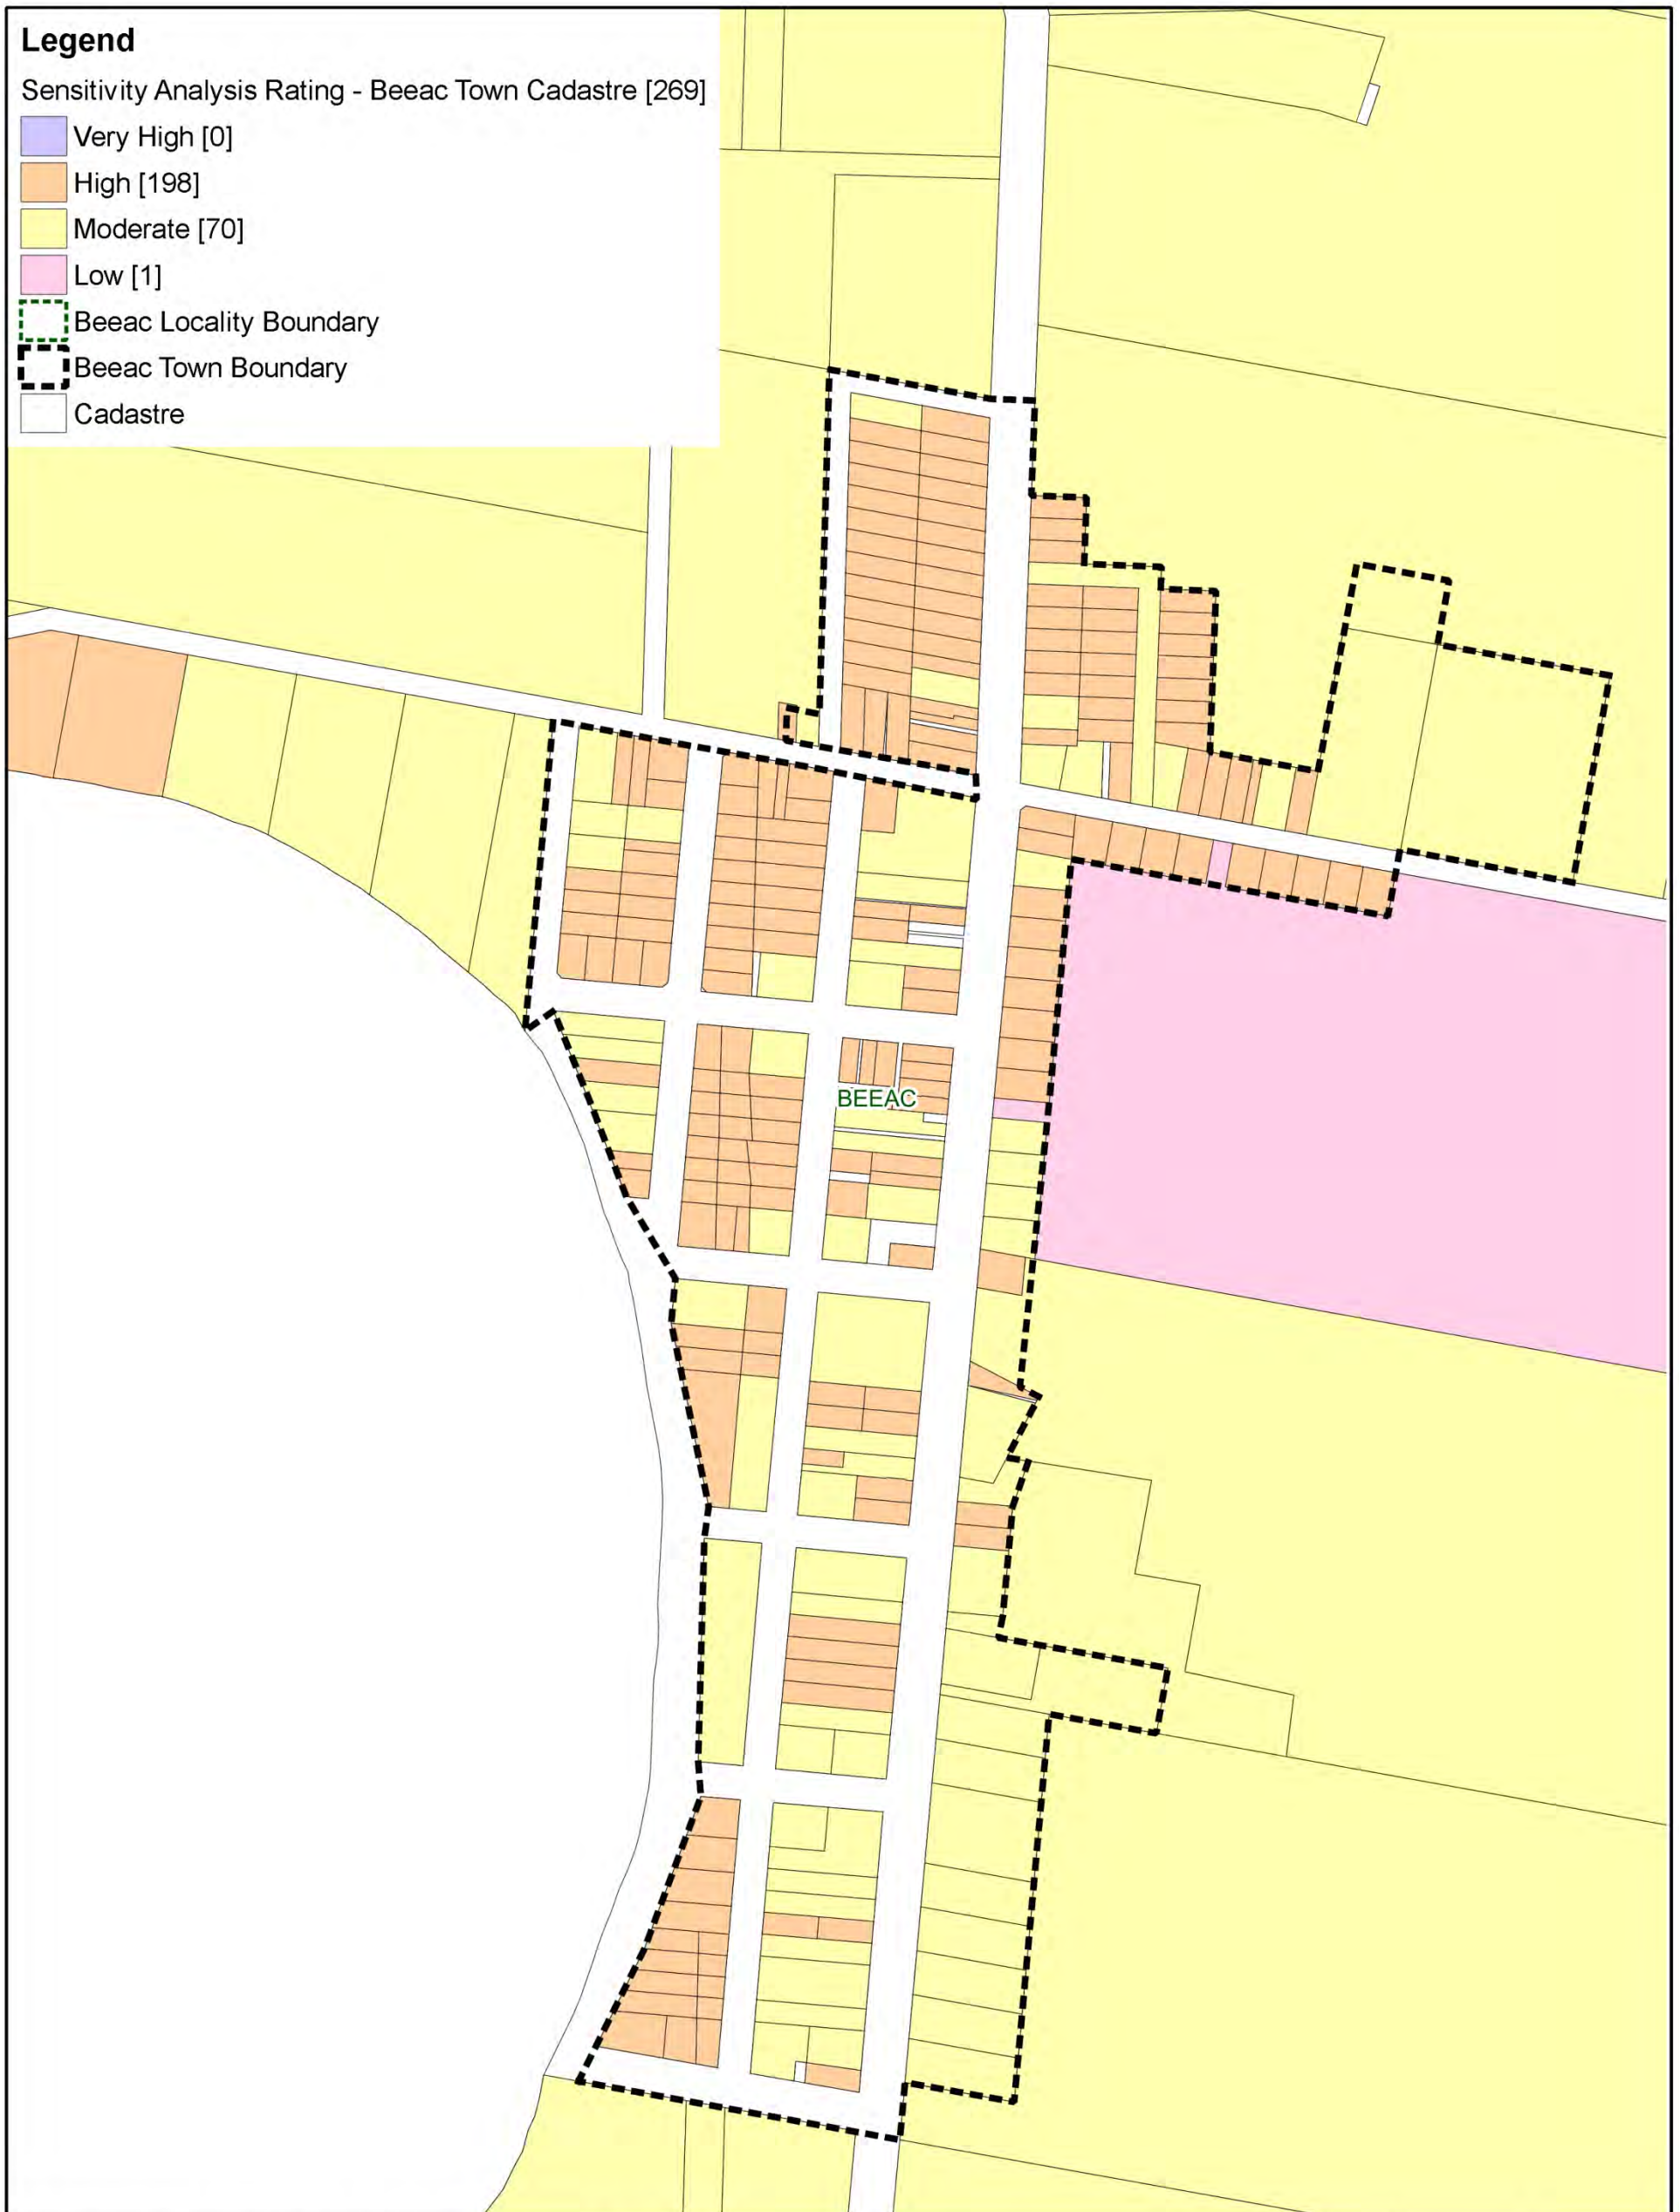 Legend
Sensitivity Analysis Rating - Beeac Town Cadastre [269]
Very High [0]
High [198]
Moderate [70]
Low [1]
Beeac Locality Boundary
Beeac Town Boundary
Cadastre
BEEAC